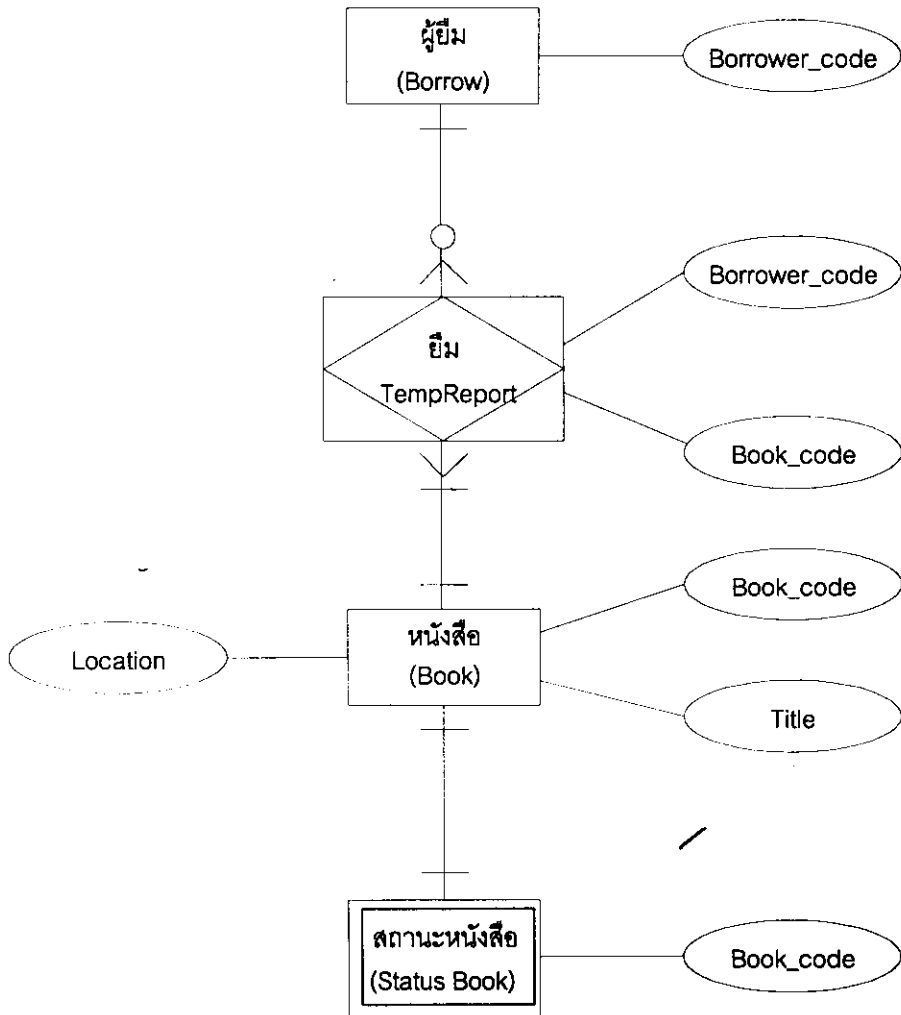 ผู้ยืม
(Borrow)
Borrower_code
Borrower_code
ยืม
TempReport
Book_code
Book_code
หนังสือ
(Book)
Location
Title
สถานะหนังสือ
(Status Book)
Book_code